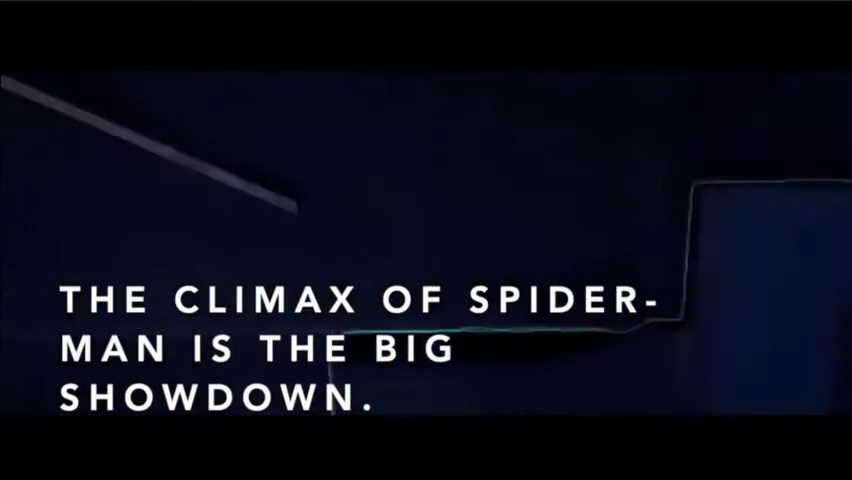 THE CLIMAX OF SPIDER-
MAN IS THE BIG
SHOWDOWN.